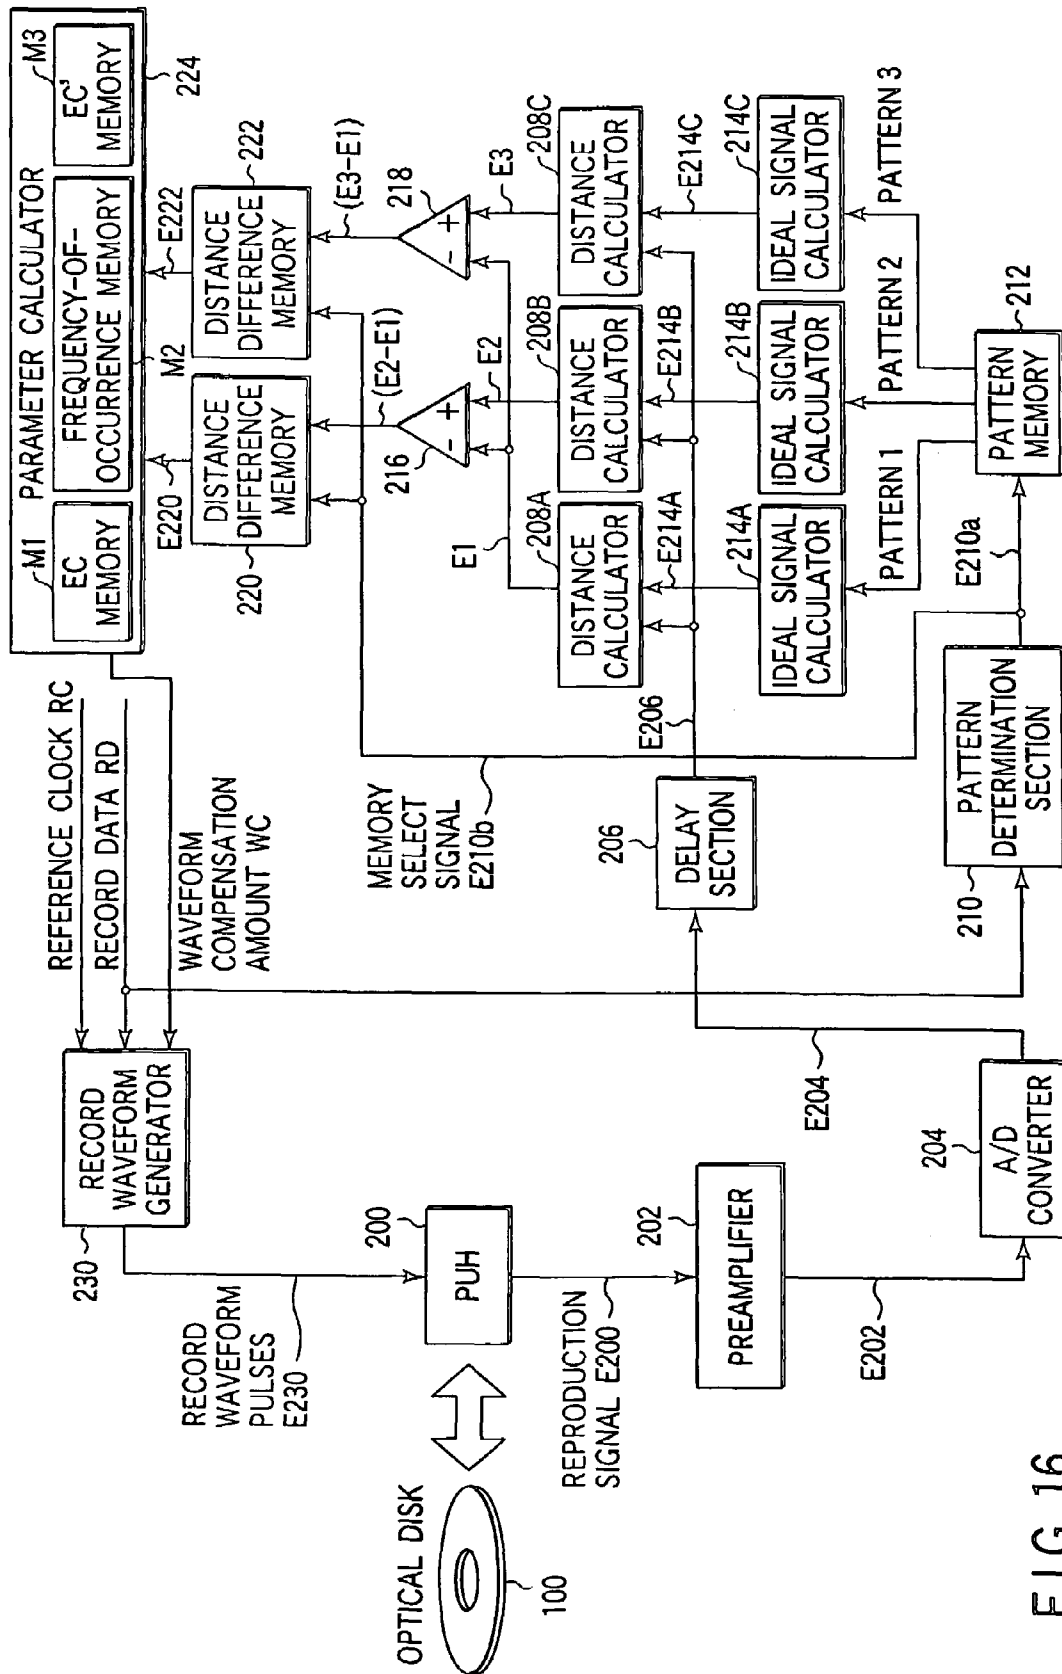 OPTICAL DISK
100
RECORD
WAVEFORM
PULSES
E230
REPRODUCTION
SIGNAL E200
200
PUH
230
RECORD
WAVEFORM
GENERATOR
REFERENCE CLOCK RC
RECORD DATA RD
WAVEFORM
COMPENSATION
AMOUNT WC
202
PREAMPLIFIER
E202
204
A/D
CONVERTER
E204
206
DELAY
SECTION
E206
210
PATTERN
DETERMINATION
SECTION
MEMORY
SELECT
SIGNAL
E210b
E210a
212
PATTERN
MEMORY
PATTERN 1
PATTERN 2
PATTERN 3
214A
IDEAL SIGNAL
CALCULATOR
214B
IDEAL SIGNAL
CALCULATOR
214C
IDEAL SIGNAL
CALCULATOR
E214A
E214B
E214C
208A
DISTANCE
CALCULATOR
208B
DISTANCE
CALCULATOR
208C
DISTANCE
CALCULATOR
E1
E2
E3
216
- +
218
- +
(E2-E1)
(E3-E1)
220
DISTANCE
DIFFERENCE
MEMORY
222
DISTANCE
DIFFERENCE
MEMORY
E220
E222
PARAMETER CALCULATOR
M1
EC
MEMORY
FREQUENCY-OF-
OCCURRENCE MEMORY
M2
M3
EC'
MEMORY
224
FIG. 16